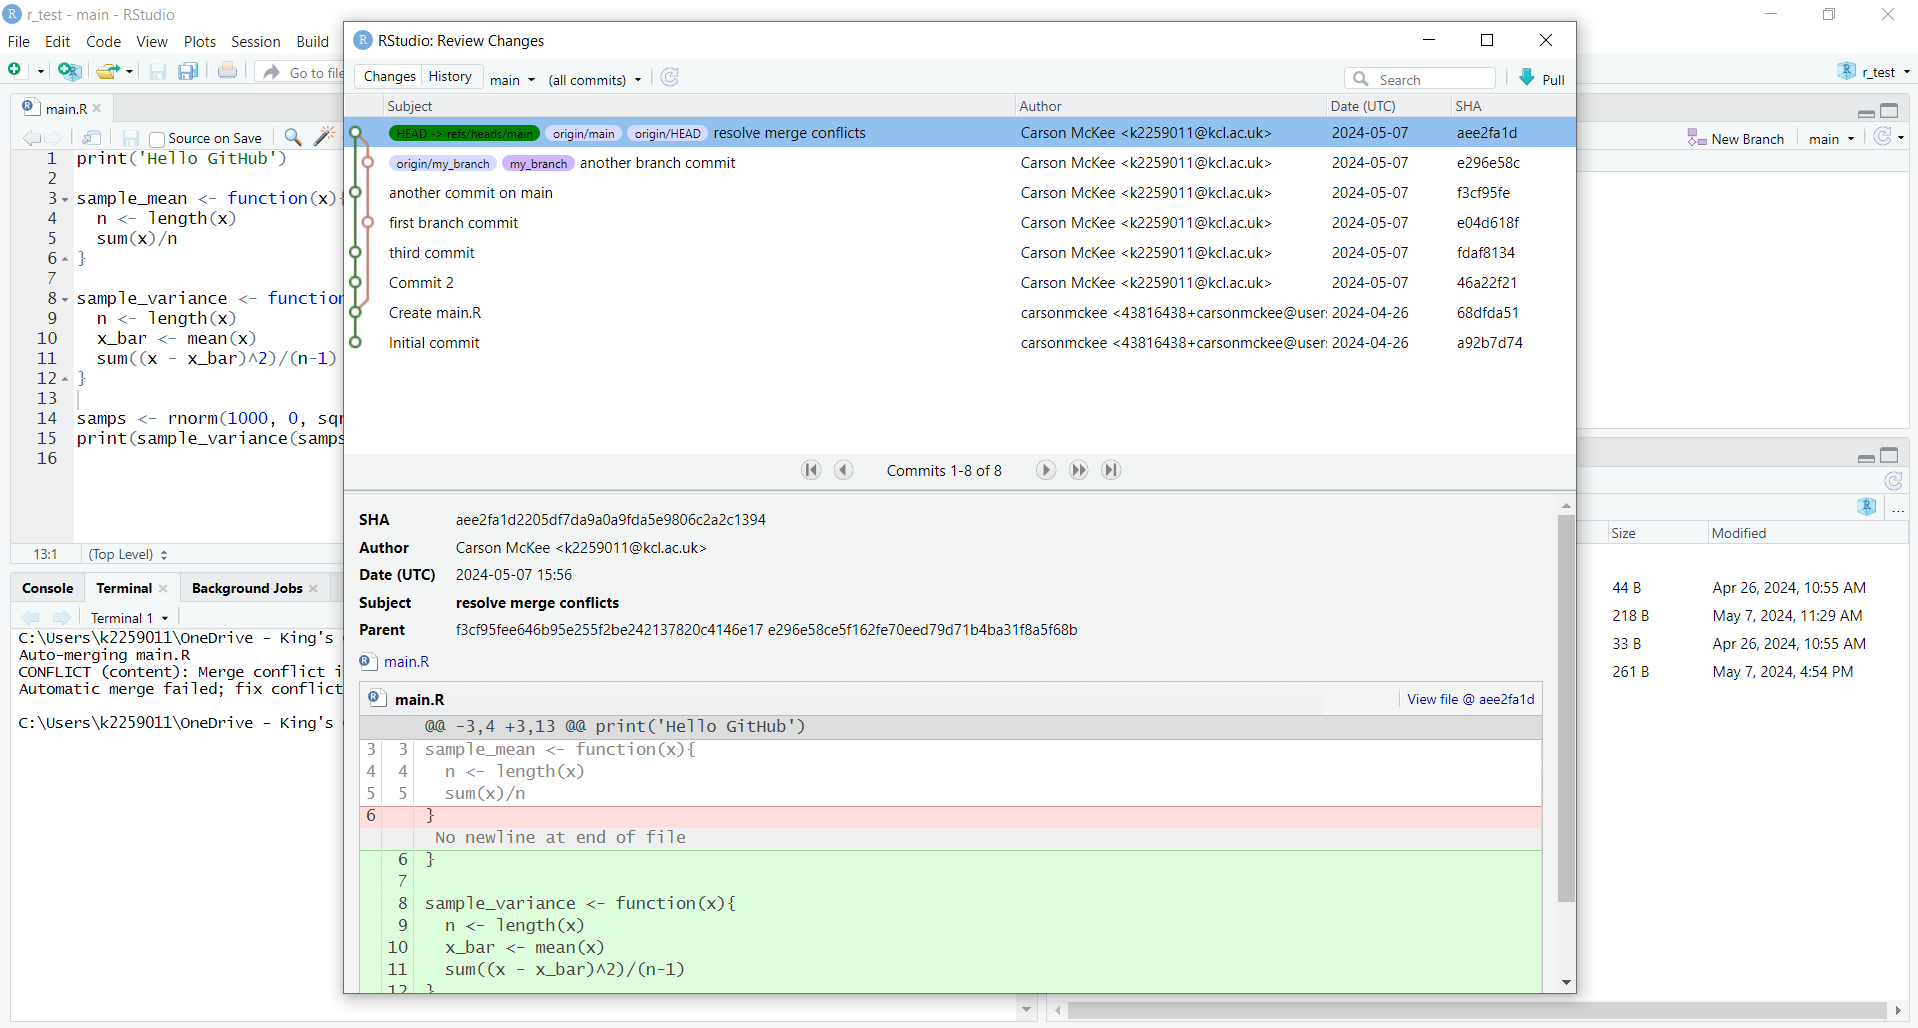 r_test - main - RStudio
File Edit Code View Plots Session Build
Go to file
r_test
main.R
Source on Save
1 print('Hello GitHub')
2
3 sample_mean <- function(x){
4 n <- length(x)
5 sum(x)/n
6 }
7
8 sample_variance <- function
9 n <- length(x)
10 x_bar <- mean(x)
11 sum((x - x_bar)^2)/(n-1)
12 }
13
14 samps <- rnorm(1000, 0, sqr
15 print(sample_variance(samps
16
13:1 (Top Level)
Console Terminal Background Jobs
Terminal 1
C:\Users\k2259011\OneDrive - King's
Auto-merging main.R
CONFLICT (content): Merge conflict i
Automatic merge failed; fix conflict
C:\Users\k2259011\OneDrive - King's
RStudio: Review Changes
Changes History main (all commits) Search Pull
Subject Author Date (UTC) SHA
HEAD -> refs/heads/main origin/main origin/HEAD resolve merge conflicts Carson McKee <k2259011@kcl.ac.uk> 2024-05-07 aee2fa1d
origin/my_branch my_branch another branch commit Carson McKee <k2259011@kcl.ac.uk> 2024-05-07 e296e58c
another commit on main Carson McKee <k2259011@kcl.ac.uk> 2024-05-07 f3cf95fe
first branch commit Carson McKee <k2259011@kcl.ac.uk> 2024-05-07 e04d618f
third commit Carson McKee <k2259011@kcl.ac.uk> 2024-05-07 fdaf8134
Commit 2 Carson McKee <k2259011@kcl.ac.uk> 2024-05-07 46a22f21
Create main.R carsonmckee <43816438+carsonmckee@user: 2024-04-26 68dfda51
Initial commit carsonmckee <43816438+carsonmckee@user: 2024-04-26 a92b7d74
Commits 1-8 of 8
SHA aee2fa1d2205df7da9a0a9fda5e9806c2a2c1394
Author Carson McKee <k2259011@kcl.ac.uk>
Date (UTC) 2024-05-07 15:56
Subject resolve merge conflicts
Parent f3cf95fee646b95e255f2be242137820c4146e17 e296e58ce5f162fe70eed79d71b4ba31f8a5f68b
main.R
main.R View file @ aee2fa1d
@@ -3,4 +3,13 @@ print('Hello GitHub')
3 3 sample_mean <- function(x){
4 4 n <- length(x)
5 5 sum(x)/n
6 }
No newline at end of file
6 }
7
8 sample_variance <- function(x){
9 n <- length(x)
10 x_bar <- mean(x)
11 sum((x - x_bar)^2)/(n-1)
12 }
New Branch main
...
Size Modified
44 B Apr 26, 2024, 10:55 AM
218 B May 7, 2024, 11:29 AM
33 B Apr 26, 2024, 10:55 AM
261 B May 7, 2024, 4:54 PM